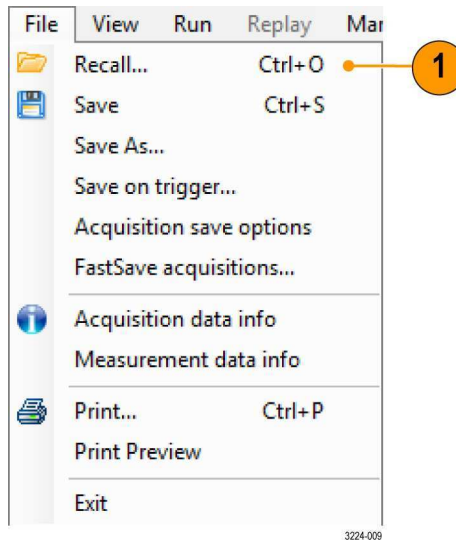 File View Run Replay Mar
Recall... Ctrl+O 1
Save Ctrl+S
Save As...
Save on trigger...
Acquisition save options
FastSave acquisitions...
Acquisition data info
Measurement data info
Print... Ctrl+P
Print Preview
Exit
3224-009